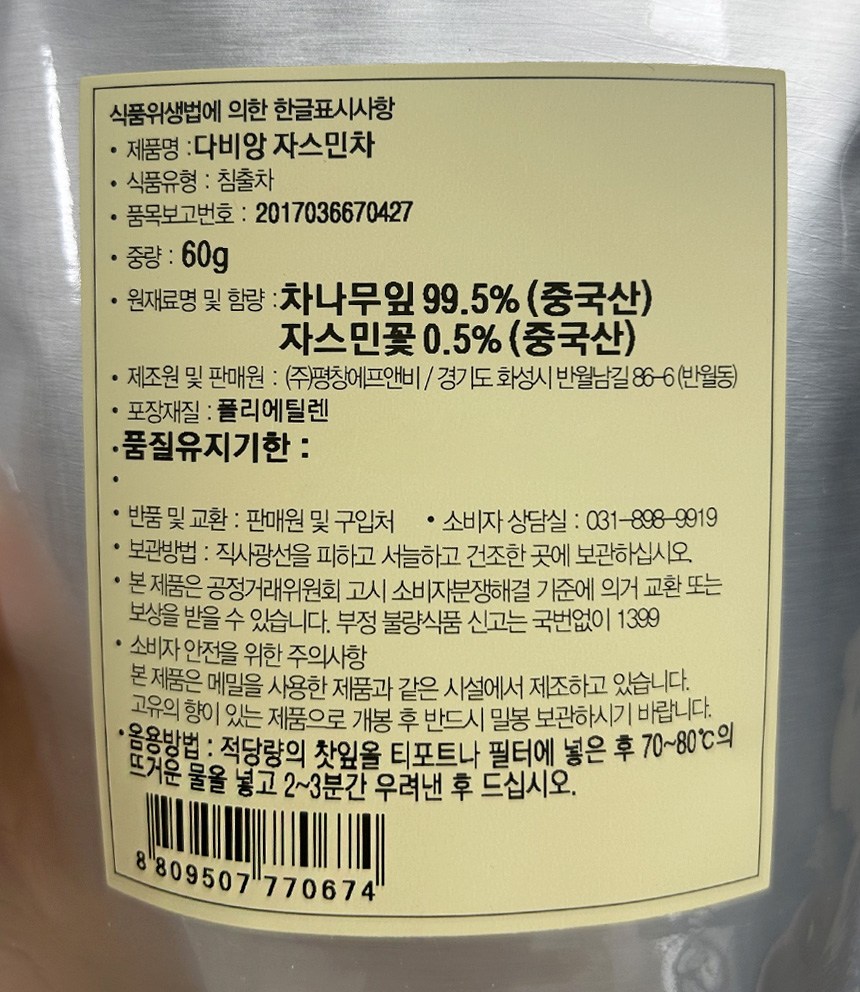 식품위생법에 의한 한글표시사항
• 제품명 : 다비앙 자스민차
• 식품유형 : 침출차
• 품목보고번호 : 2017036670427
• 중량 : 60g
• 원재료명 및 함량 : 차나무잎 99.5% (중국산)
자스민꽃 0.5% (중국산)
• 제조원 및 판매원 : (주)평창에프앤비 / 경기도 화성시 반월남길 86-6 (반월동)
• 포장재질 : 폴리에틸렌
• 품질유지기한 :
•
• 반품 및 교환 : 판매원 및 구입처 • 소비자 상담실 : 031-898-9919
• 보관방법 : 직사광선을 피하고 서늘하고 건조한 곳에 보관하십시오.
• 본 제품은 공정거래위원회 고시 소비자분쟁해결 기준에 의거 교환 또는
보상을 받을 수 있습니다. 부정 불량식품 신고는 국번없이 1399
• 소비자 안전을 위한 주의사항
본 제품은 메밀을 사용한 제품과 같은 시설에서 제조하고 있습니다.
고유의 향이 있는 제품으로 개봉 후 반드시 밀봉 보관하시기 바랍니다.
• 음용방법 : 적당량의 찻잎을 티포트나 필터에 넣은 후 70~80℃의
뜨거운 물을 넣고 2~3분간 우려낸 후 드십시오.
8 809507 770674